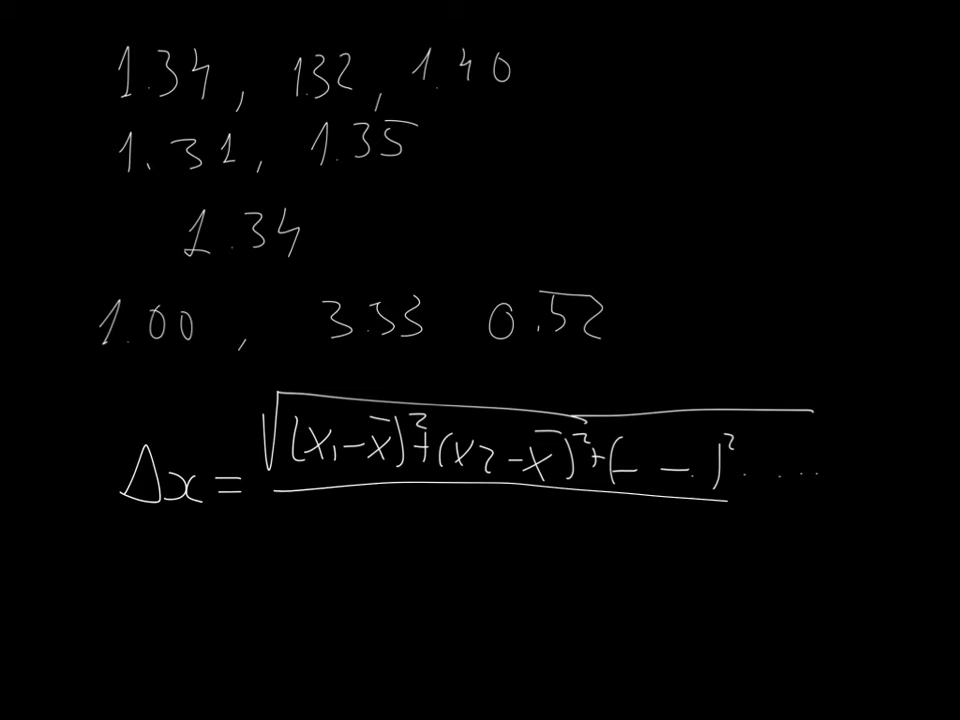 1.34, 1.32, 1.40
1.31, 1.35
1.34
1.00, 3.53 0.52
Δx = √(x₁-x̄)²+(x₂-x̄)²+(- -)² . . . .